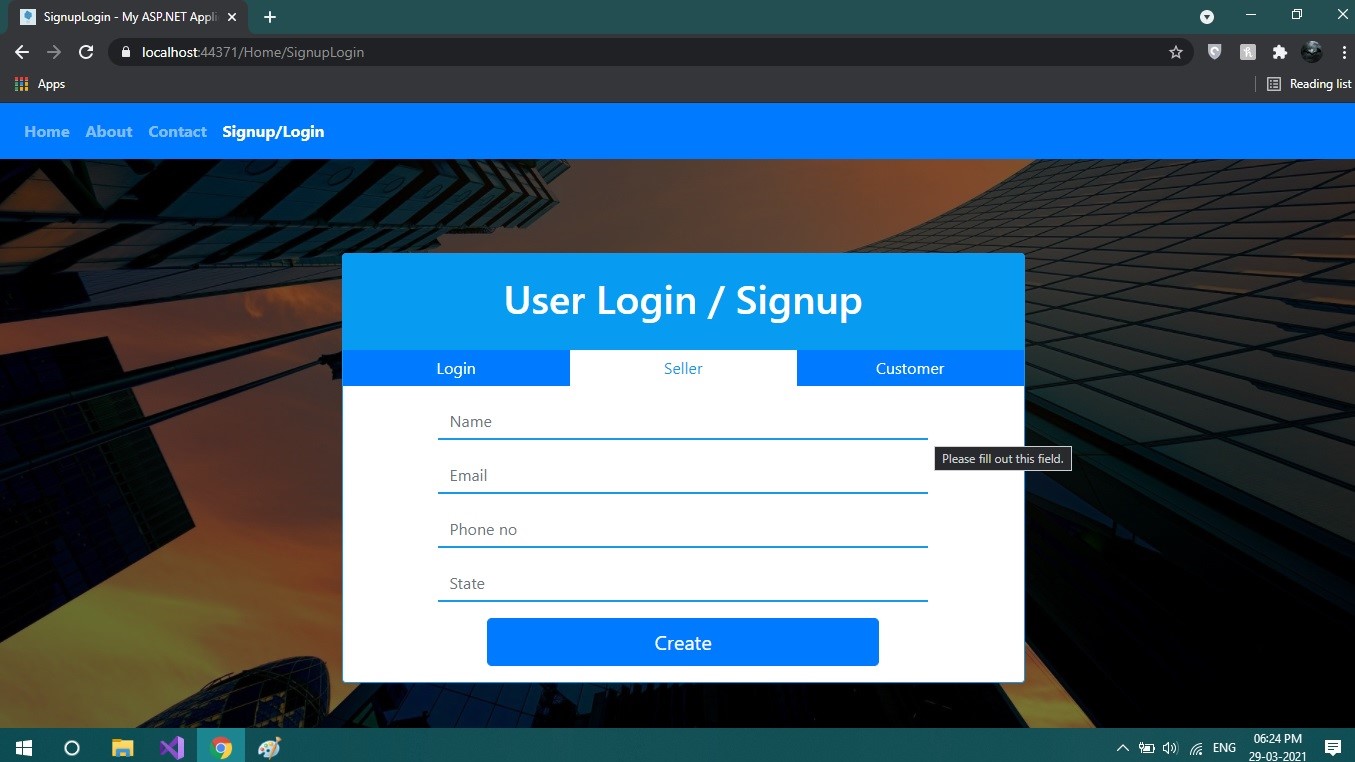 SignupLogin - My ASP.NET Appli
localhost:44371/Home/SignupLogin
Apps
Reading list
Home About Contact Signup/Login
User Login / Signup
Login Seller Customer
Name
Please fill out this field.
Email
Phone no
State
Create
ENG
06:24 PM
29-03-2021